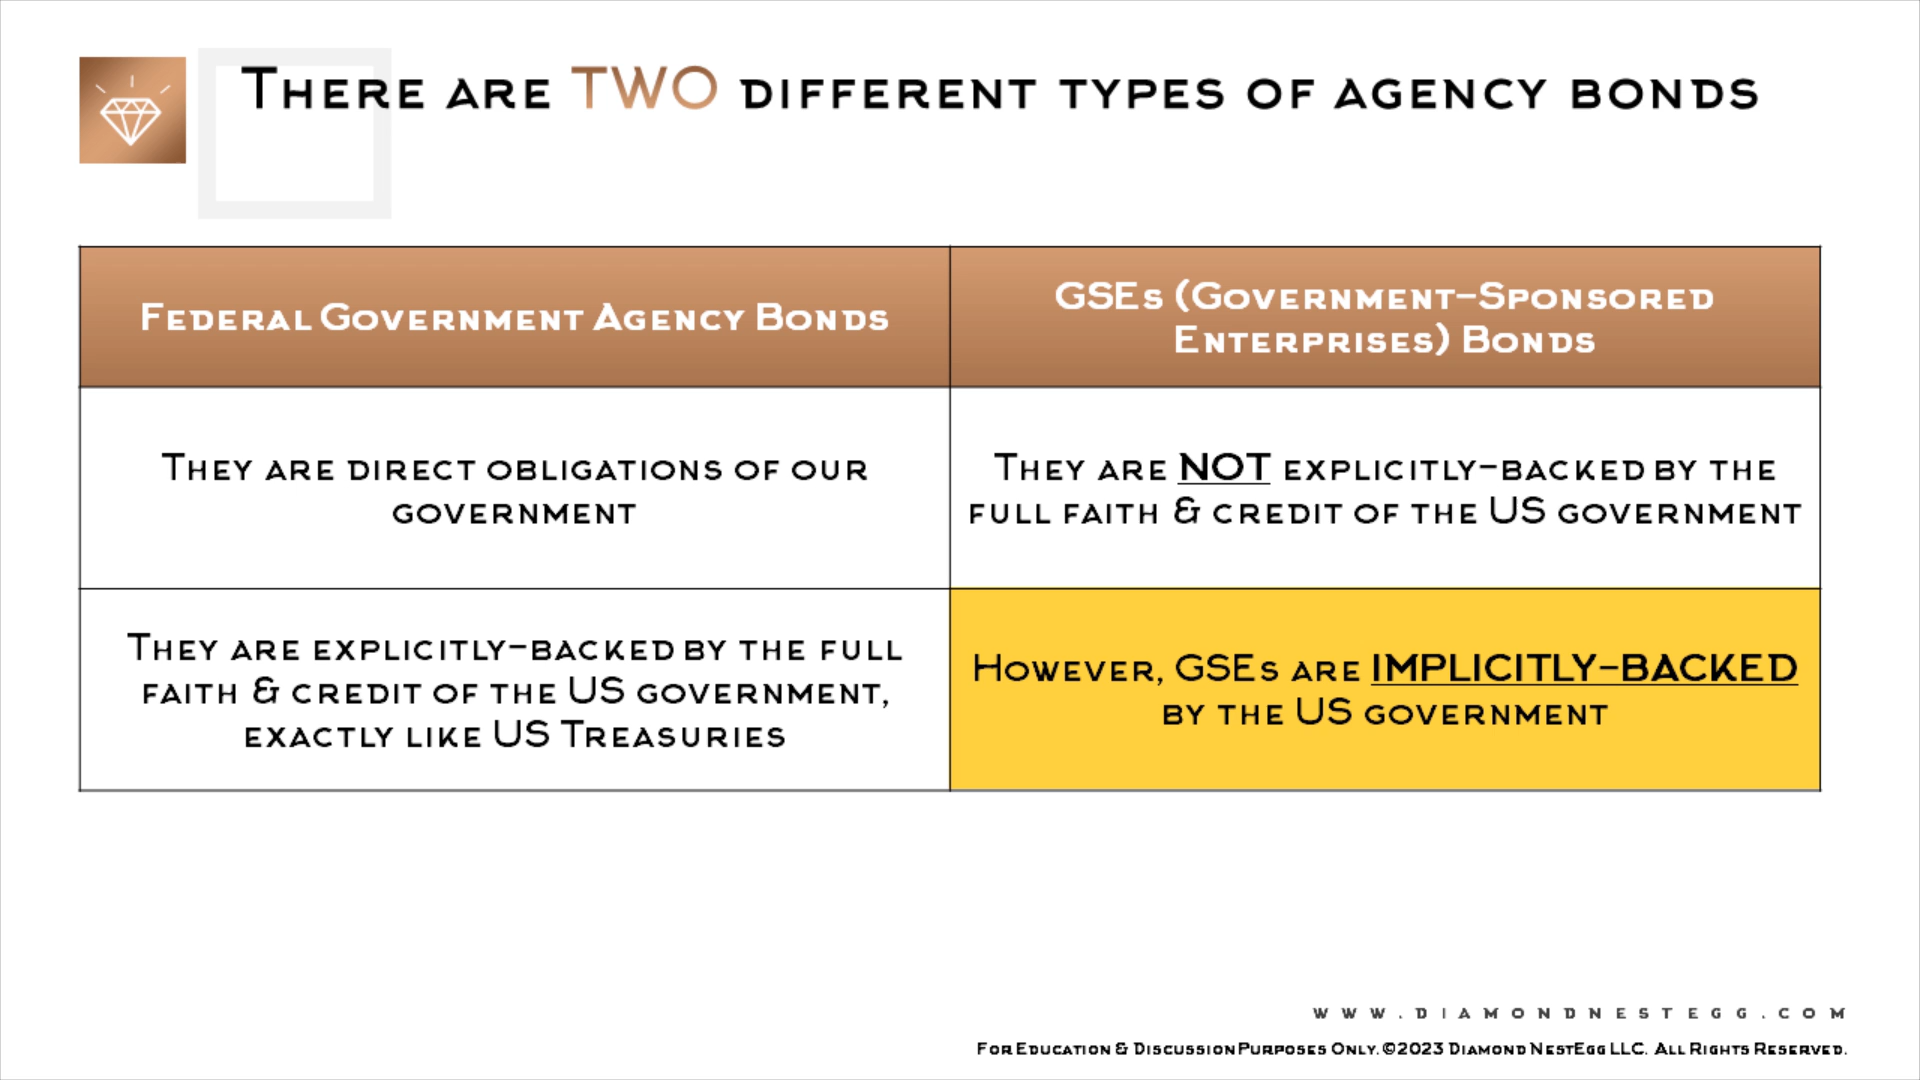 There are TWO different types of agency bonds
Federal Government Agency Bonds
GSEs (Government-Sponsored
Enterprises) Bonds
They are direct obligations of our
government
They are NOT explicitly-backed by the
full faith & credit of the US government
They are explicitly-backed by the full
faith & credit of the US government,
exactly like US Treasuries
However, GSEs are IMPLICITLY-BACKED
by the US government
www.diamondnestegg.com
For Education & Discussion Purposes Only. ©2023 Diamond NestEgg LLC. All Rights Reserved.